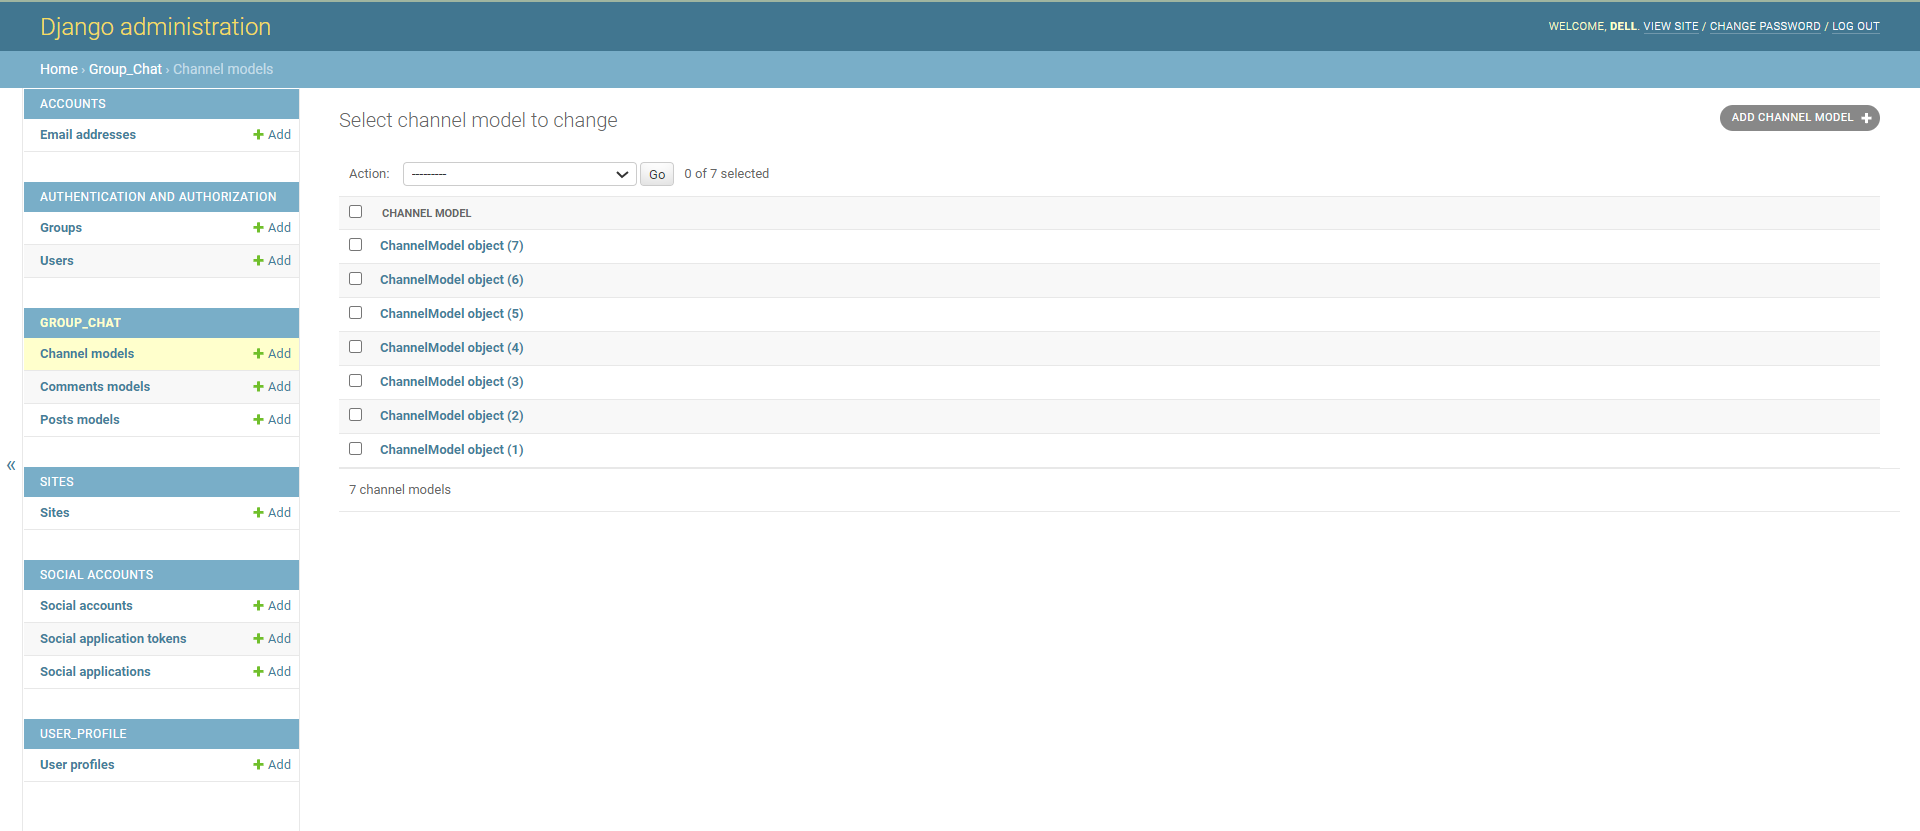 Django administration
WELCOME, DELL. VIEW SITE / CHANGE PASSWORD / LOG OUT
Home › Group_Chat › Channel models
«
ACCOUNTS
Email addresses Add
AUTHENTICATION AND AUTHORIZATION
Groups Add
Users Add
GROUP_CHAT
Channel models Add
Comments models Add
Posts models Add
SITES
Sites Add
SOCIAL ACCOUNTS
Social accounts Add
Social application tokens Add
Social applications Add
USER_PROFILE
User profiles Add
Select channel model to change
ADD CHANNEL MODEL
Action: --------- Go 0 of 7 selected
CHANNEL MODEL
ChannelModel object (7)
ChannelModel object (6)
ChannelModel object (5)
ChannelModel object (4)
ChannelModel object (3)
ChannelModel object (2)
ChannelModel object (1)
7 channel models